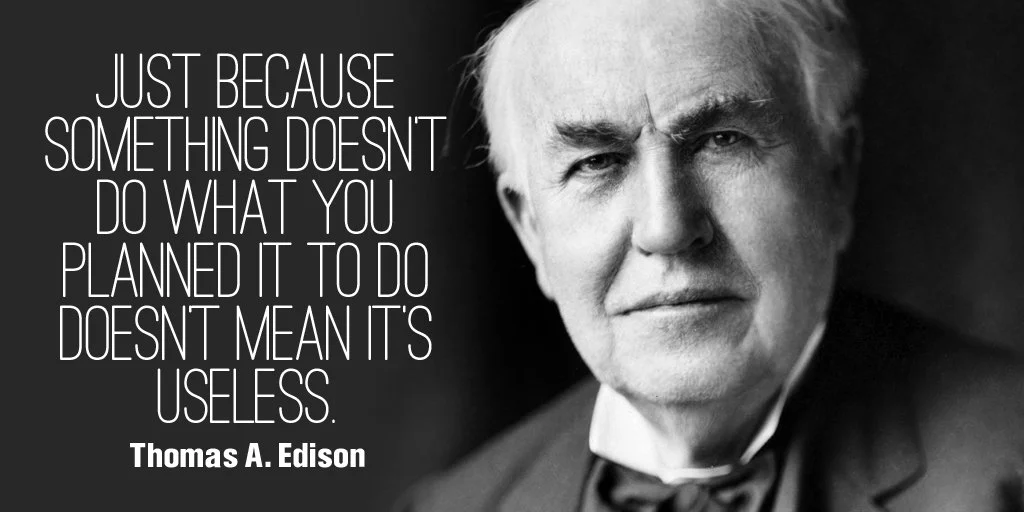 JUST BECAUSE
SOMETHING DOESN'T
DO WHAT YOU
PLANNED IT TO DO
DOESN'T MEAN IT'S
USELESS.
Thomas A. Edison